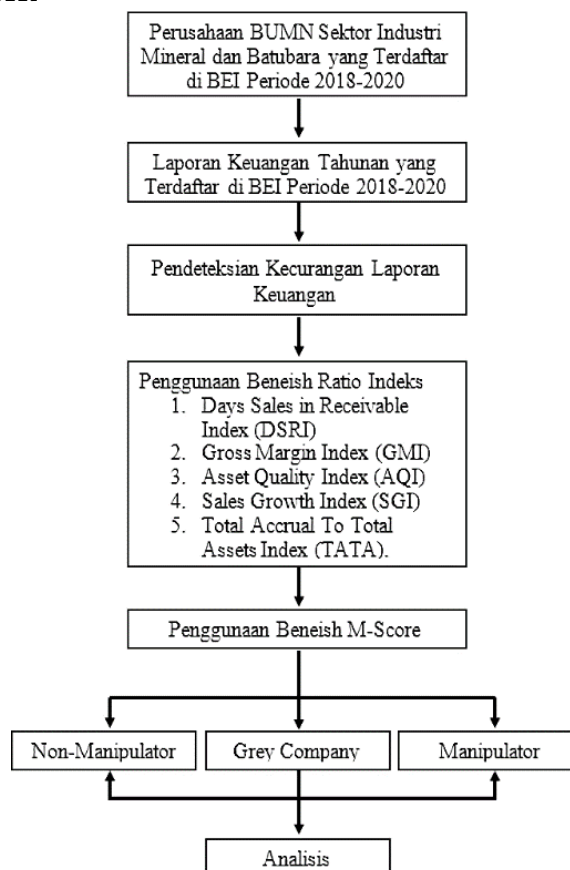 Perusahaan BUMN Sektor Industri
Mineral dan Batubara yang Terdaftar
di BEI Periode 2018-2020
Laporan Keuangan Tahunan yang
Terdaftar di BEI Periode 2018-2020
Pendeteksian Kecurangan Laporan
Keuangan
Penggunaan Beneish Ratio Indeks
1. Days Sales in Receivable
Index (DSRI)
2. Gross Margin Index (GMI)
3. Asset Quality Index (AQI)
4. Sales Growth Index (SGI)
5. Total Accrual To Total
Assets Index (TATA).
Penggunaan Beneish M-Score
Non-Manipulator
Grey Company
Manipulator
Analisis